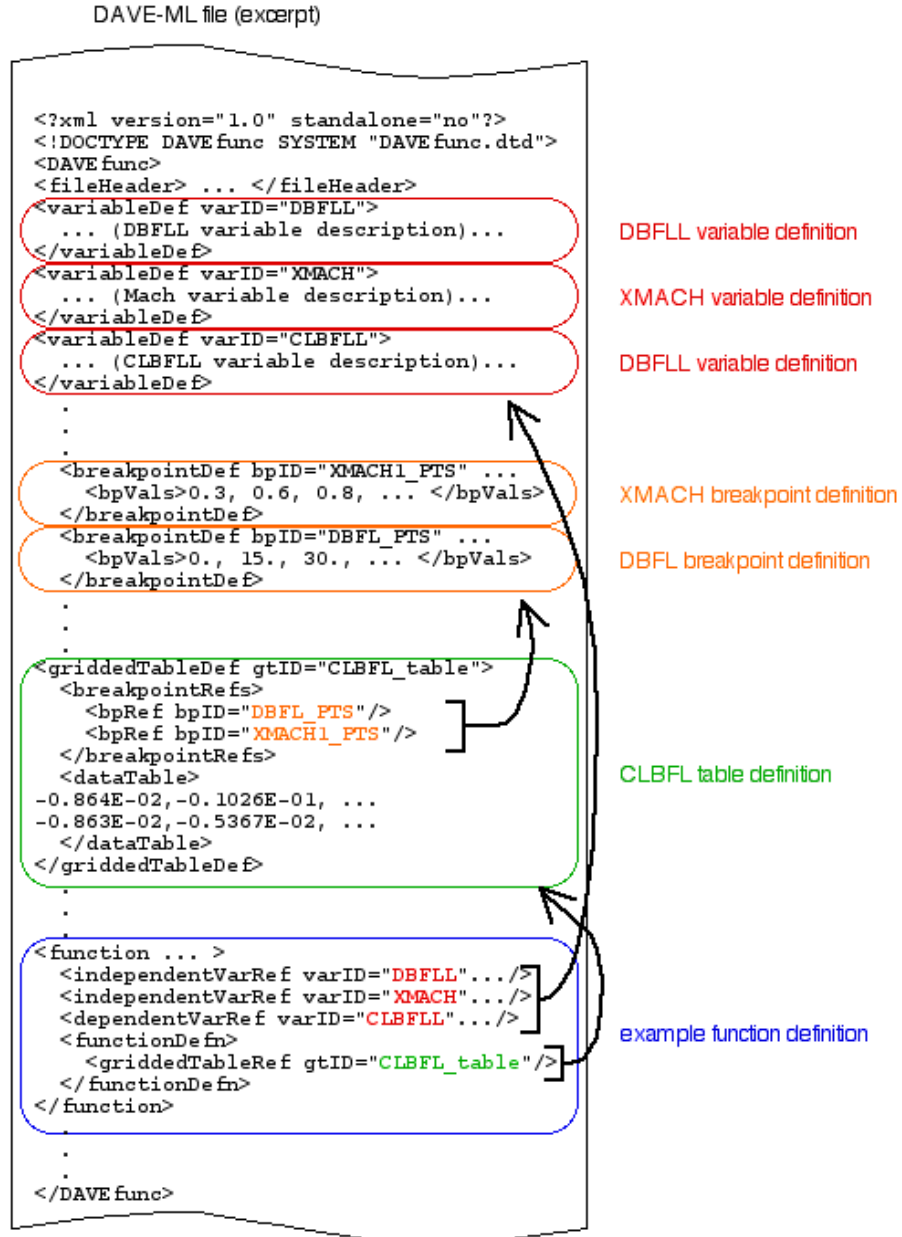 DAVE-ML file (excerpt)
<?xml version="1.0" standalone="no"?>
<!DOCTYPE DAVEfunc SYSTEM "DAVEfunc.dtd">
<DAVEfunc>
<fileHeader> ... </fileHeader>
<variableDef varID="DBFLL">
... (DBFLL variable description)...
</variableDef>
DBFLL variable definition
<variableDef varID="XMACH">
... (Mach variable description)...
</variableDef>
XMACH variable definition
<variableDef varID="CLBFLL">
... (CLBFLL variable description)...
</variableDef>
DBFLL variable definition
.
.
.
<breakpointDef bpID="XMACH1_PTS" ...
<bpVals>0.3, 0.6, 0.8, ... </bpVals>
</breakpointDef>
XMACH breakpoint definition
<breakpointDef bpID="DBFL_PTS" ...
<bpVals>0., 15., 30., ... </bpVals>
</breakpointDef>
DBFL breakpoint definition
.
.
.
<griddedTableDef gtID="CLBFL_table">
<breakpointRefs>
<bpRef bpID="DBFL_PTS"/>
<bpRef bpID="XMACH1_PTS"/>
</breakpointRefs>
<dataTable>
-0.864E-02,-0.1026E-01, ...
-0.863E-02,-0.5367E-02, ...
</dataTable>
</griddedTableDef>
CLBFL table definition
.
.
.
<function ... >
<independentVarRef varID="DBFLL".../>
<independentVarRef varID="XMACH".../>
<dependentVarRef varID="CLBFLL".../>
<functionDefn>
<griddedTableRef gtID="CLBFL_table"/>
</functionDefn>
</function>
example function definition
.
.
.
</DAVEfunc>